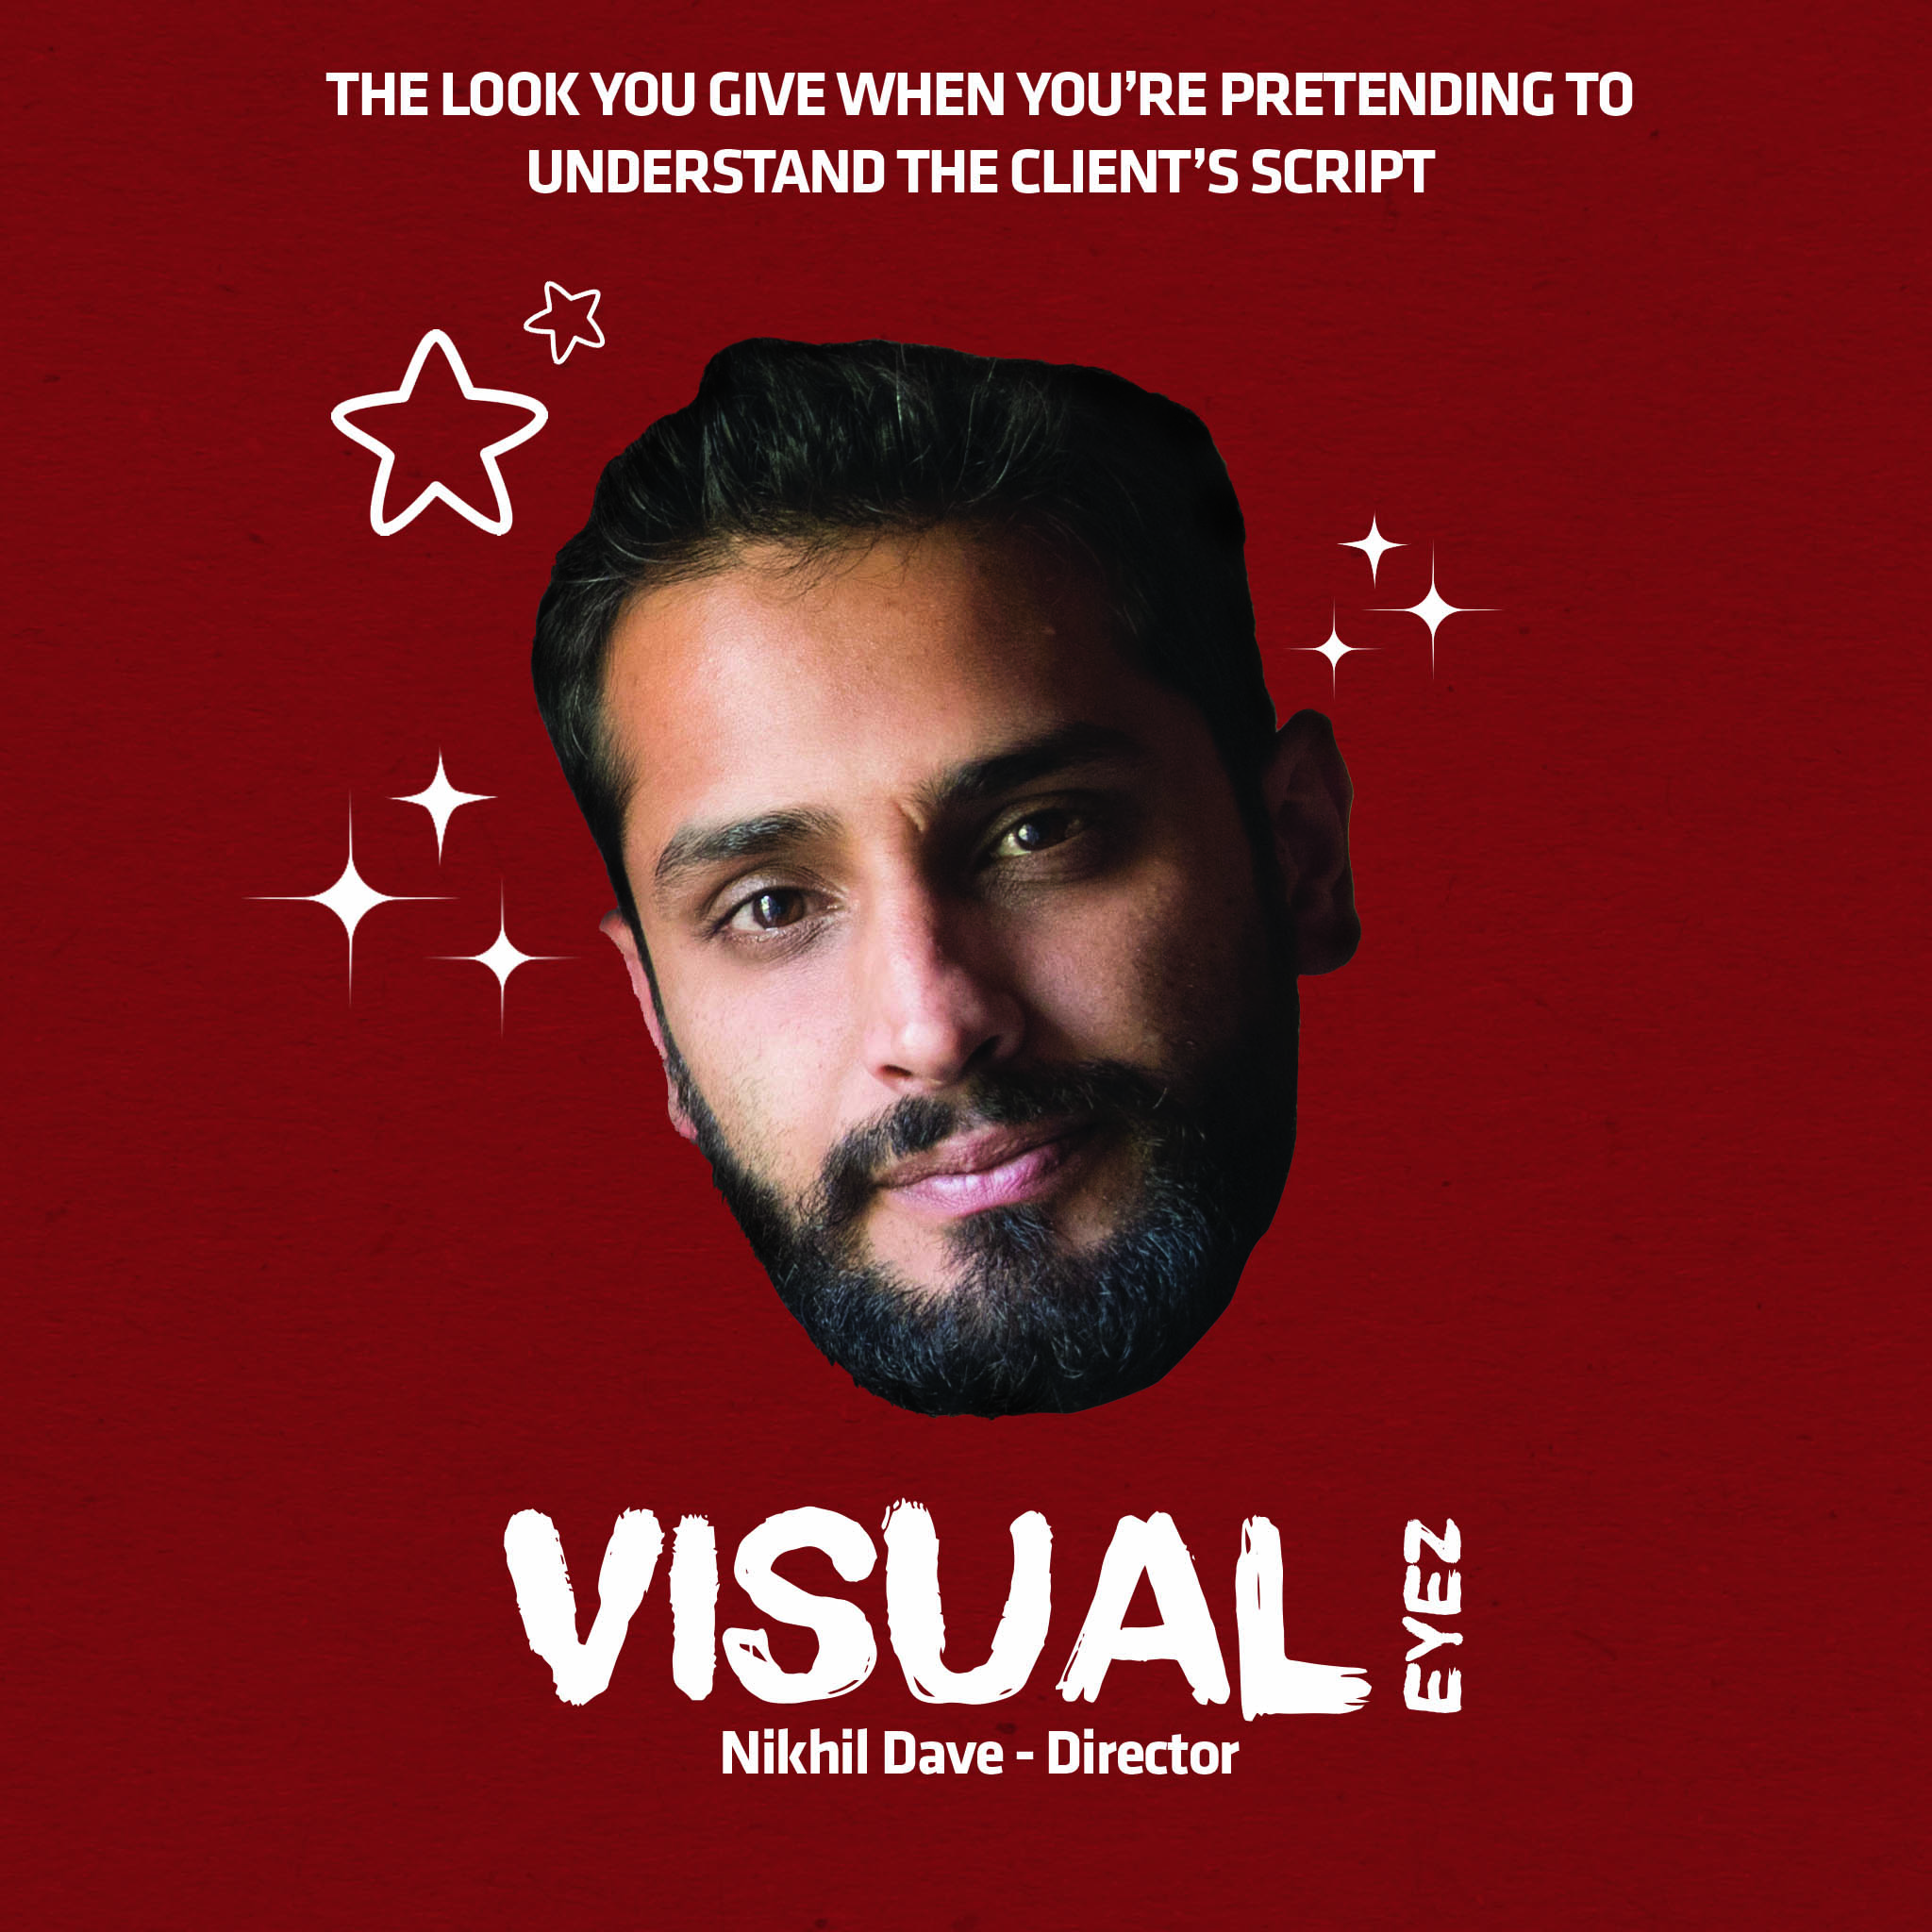 THE LOOK YOU GIVE WHEN YOU’RE PRETENDING TO
UNDERSTAND THE CLIENT’S SCRIPT
VISUAL
EYEZ
Nikhil Dave - Director